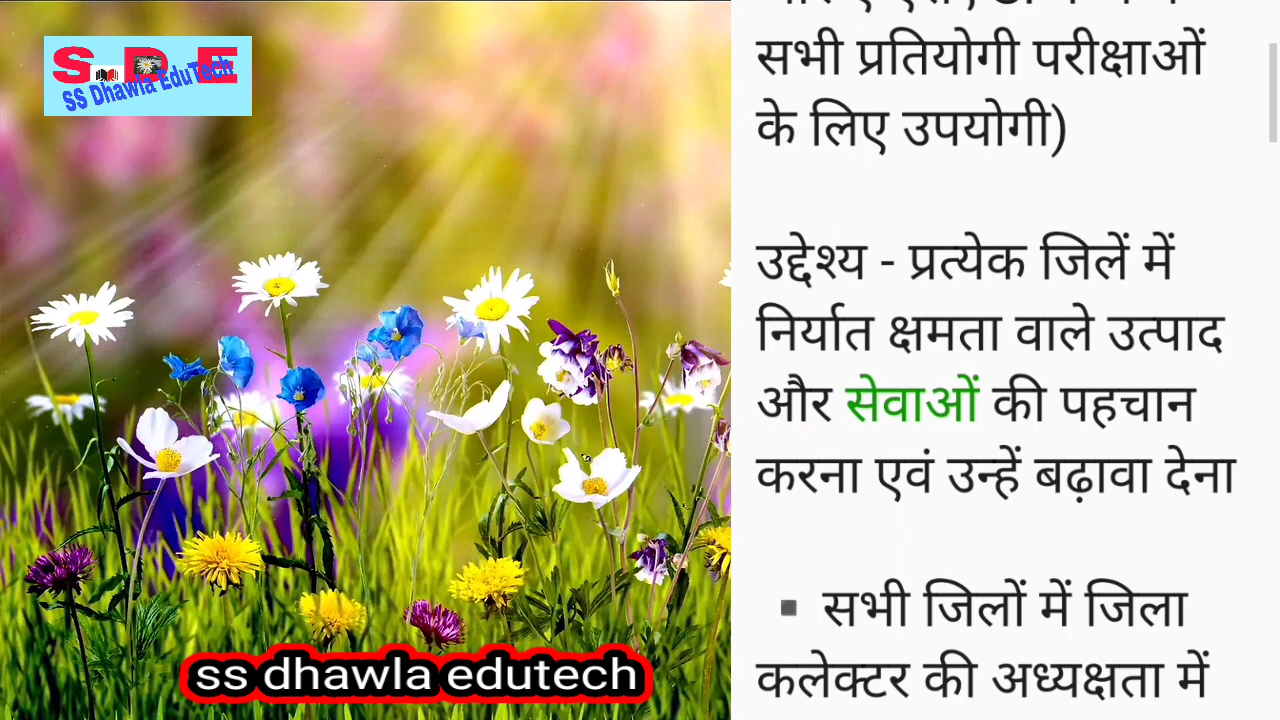 S D E
SS Dhawla EduTech
ss dhawla edutech
सभी प्रतियोगी परीक्षाओं
के लिए उपयोगी)
उद्देश्य - प्रत्येक जिलें में
निर्यात क्षमता वाले उत्पाद
और सेवाओं की पहचान
करना एवं उन्हें बढ़ावा देना
▪ सभी जिलों में जिला
कलेक्टर की अध्यक्षता में